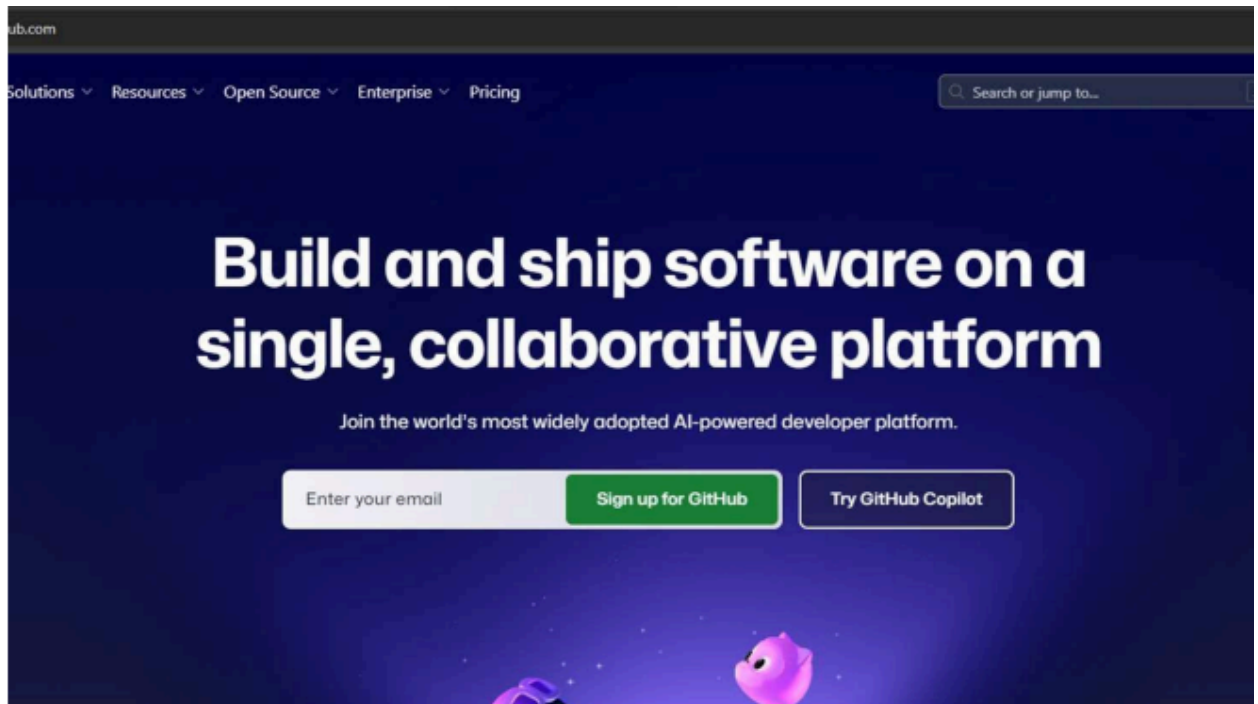 ub.com
Solutions Resources Open Source Enterprise Pricing Search or jump to...
Build and ship software on a
single, collaborative platform
Join the world's most widely adopted AI-powered developer platform.
Enter your email Sign up for GitHub Try GitHub Copilot